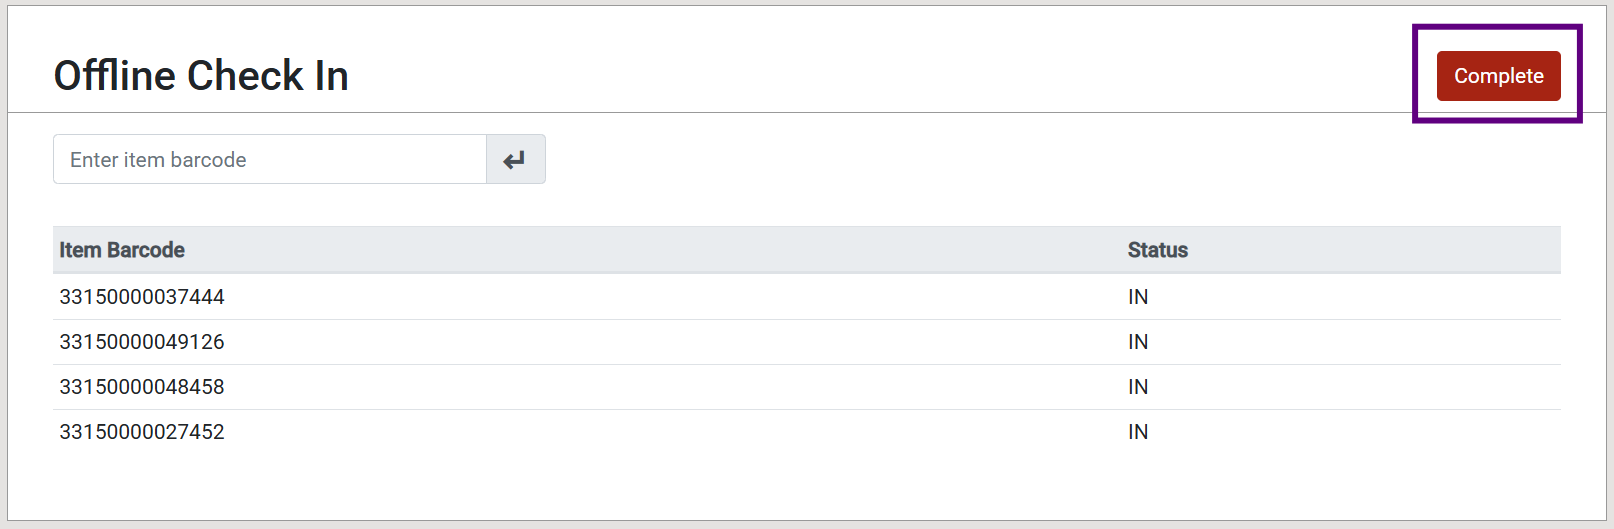 Offline Check In
Complete
Enter item barcode
Item Barcode Status
33150000037444 IN
33150000049126 IN
33150000048458 IN
33150000027452 IN